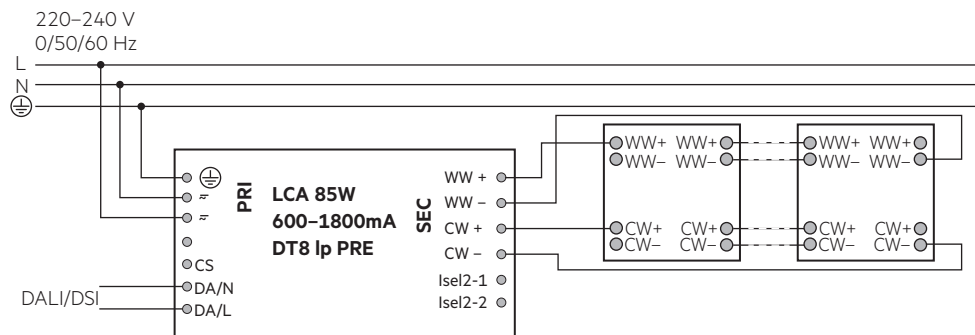 220–240 V
0/50/60 Hz
L
N
PRI
LCA 85W
600–1800mA
DT8 lp PRE
SEC
CS
DA/N
DA/L
DALI/DSI
WW +
WW –
CW +
CW –
Isel2-1
Isel2-2
WW+ WW+
WW– WW–
CW+ CW+
CW– CW–
WW+ WW+
WW– WW–
CW+ CW+
CW– CW–